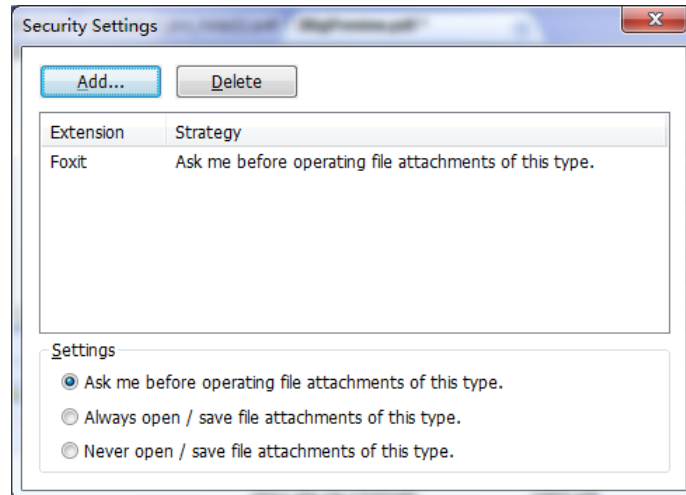 Security Settings
Add...
Delete
Extension Strategy
Foxit Ask me before operating file attachments of this type.
Settings
Ask me before operating file attachments of this type.
Always open / save file attachments of this type.
Never open / save file attachments of this type.